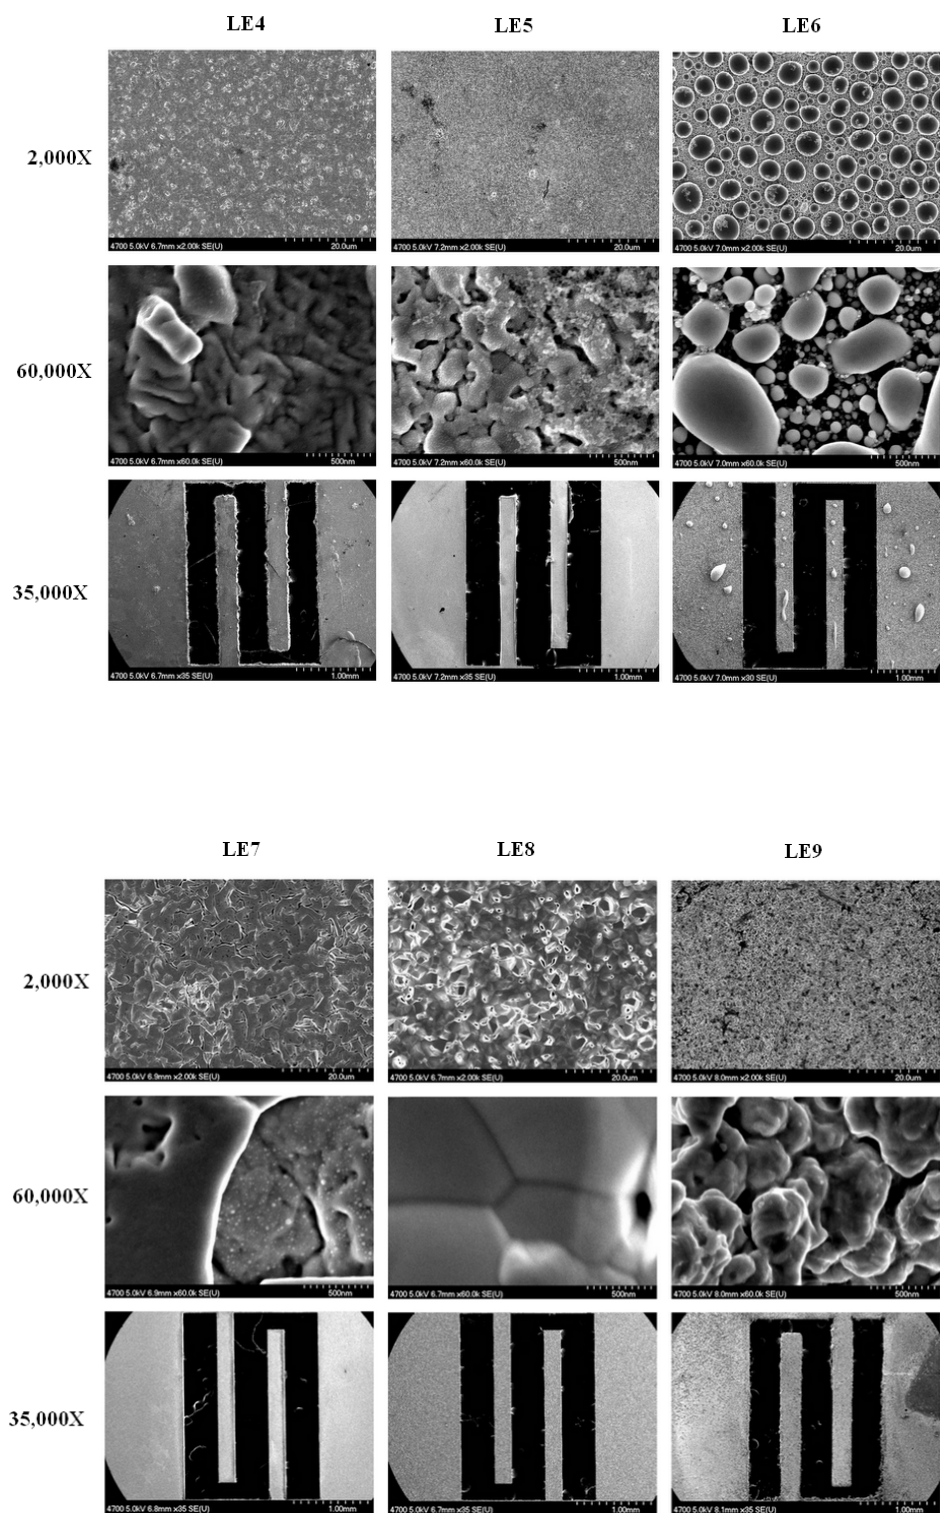 LE4 LE5 LE6
2,000X
4700 5.0kV 6.7mm x2.00k SE(U) 20.0um
4700 5.0kV 7.2mm x2.00k SE(U) 20.0um
4700 5.0kV 7.0mm x2.00k SE(U) 20.0um
60,000X
4700 5.0kV 6.7mm x60.0k SE(U) 500nm
4700 5.0kV 7.2mm x60.0k SE(U) 500nm
4700 5.0kV 7.0mm x60.0k SE(U) 500nm
35,000X
4700 5.0kV 6.7mm x35 SE(U) 1.00mm
4700 5.0kV 7.2mm x35 SE(U) 1.00mm
4700 5.0kV 7.0mm x30 SE(U) 1.00mm
LE7 LE8 LE9
2,000X
4700 5.0kV 6.9mm x2.00k SE(U) 20.0um
4700 5.0kV 6.7mm x2.00k SE(U) 20.0um
4700 5.0kV 8.0mm x2.00k SE(U) 20.0um
60,000X
4700 5.0kV 6.9mm x60.0k SE(U) 500nm
4700 5.0kV 6.7mm x60.0k SE(U) 500nm
4700 5.0kV 8.0mm x60.0k SE(U) 500nm
35,000X
4700 5.0kV 6.8mm x35 SE(U) 1.00mm
4700 5.0kV 6.7mm x35 SE(U) 1.00mm
4700 5.0kV 8.1mm x35 SE(U) 1.00mm